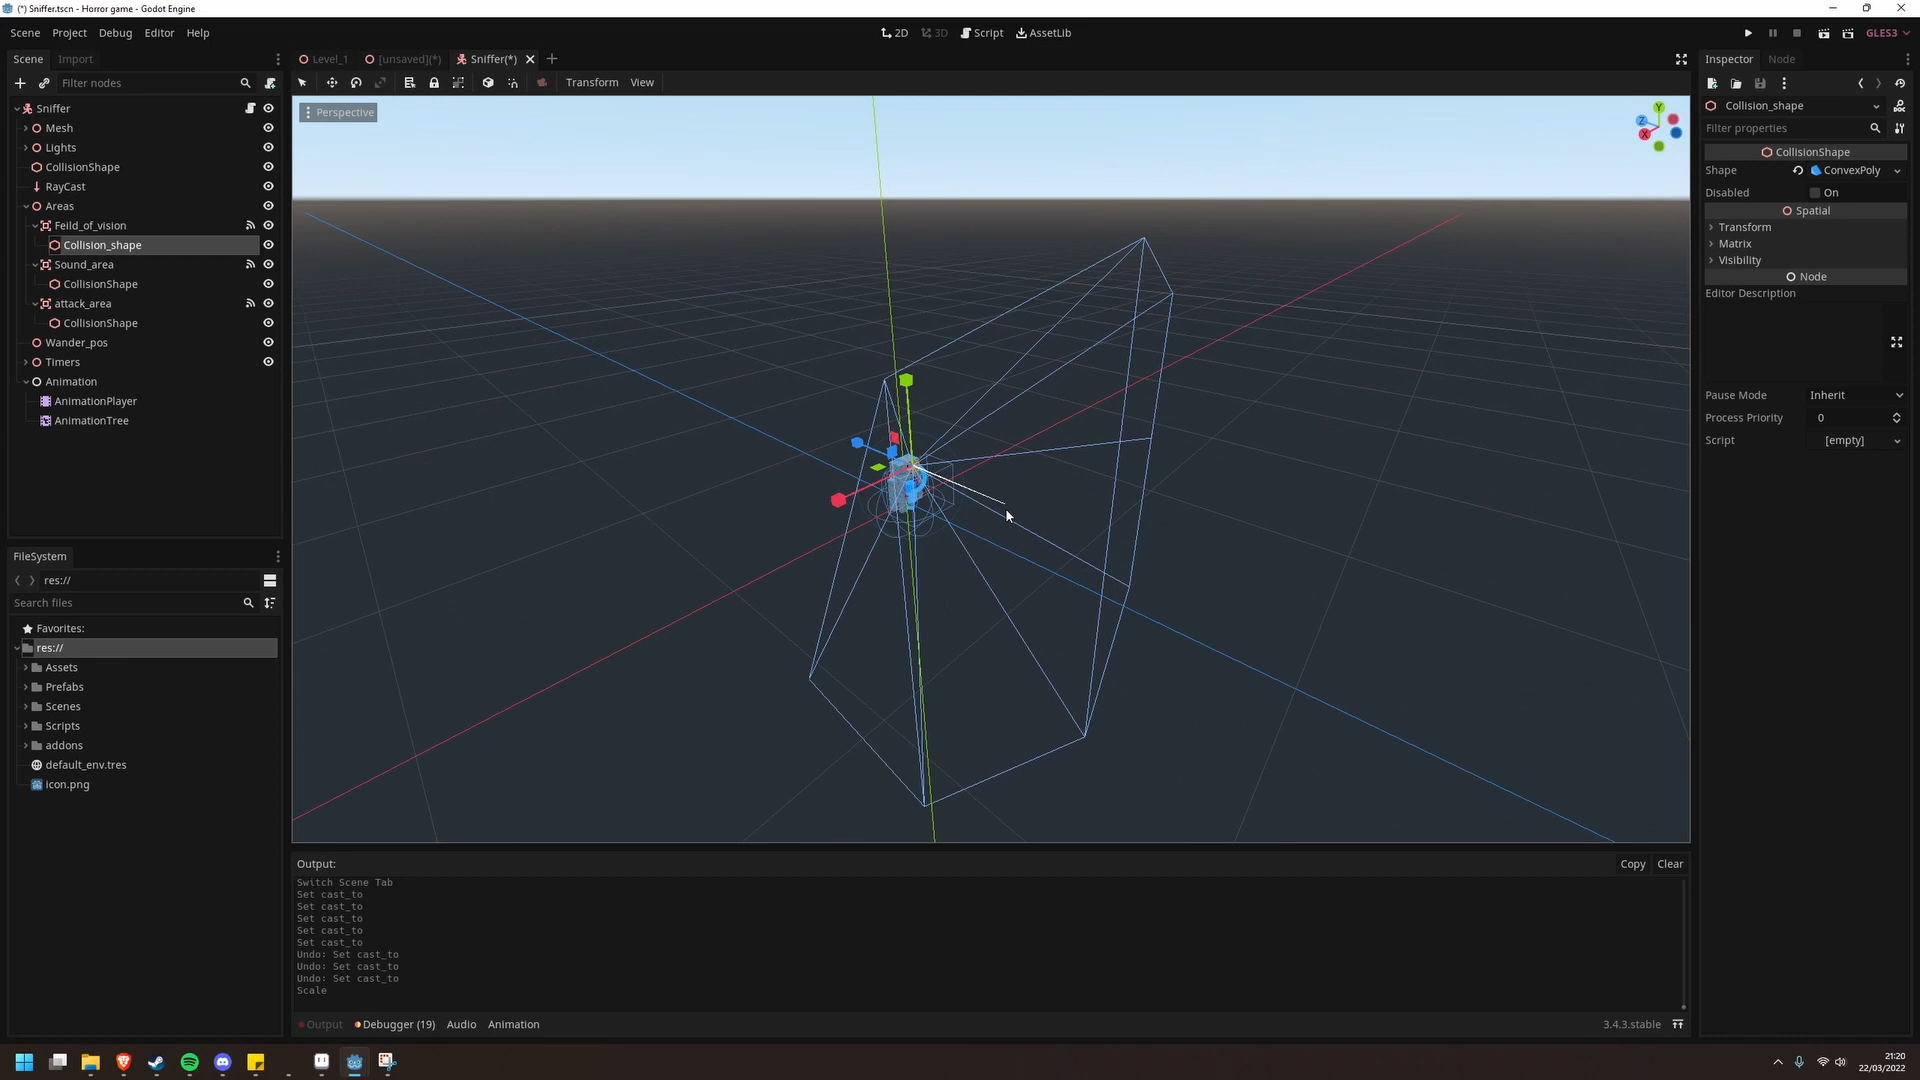 (*) Sniffer.tscn - Horror game - Godot Engine
Scene Project Debug Editor Help
2D 3D Script AssetLib
GLES3
Scene Import
Level_1 [unsaved](*) Sniffer(*)
Inspector Node
Filter nodes
Transform View
Sniffer
Mesh
Lights
CollisionShape
RayCast
Areas
Feild_of_vision
Collision_shape
Sound_area
CollisionShape
attack_area
CollisionShape
Wander_pos
Timers
Animation
AnimationPlayer
AnimationTree
FileSystem
res://
Search files
Favorites:
res://
Assets
Prefabs
Scenes
Scripts
addons
default_env.tres
icon.png
Perspective
Y
Z
X
Output:
Copy Clear
Switch Scene Tab
Set cast_to
Set cast_to
Set cast_to
Set cast_to
Set cast_to
Undo: Set cast_to
Undo: Set cast_to
Undo: Set cast_to
Scale
Output Debugger (19) Audio Animation
3.4.3.stable
Collision_shape
Filter properties
CollisionShape
Shape ConvexPoly
Disabled On
Spatial
Transform
Matrix
Visibility
Node
Editor Description
Pause Mode Inherit
Process Priority 0
Script [empty]
21:20
22/03/2022